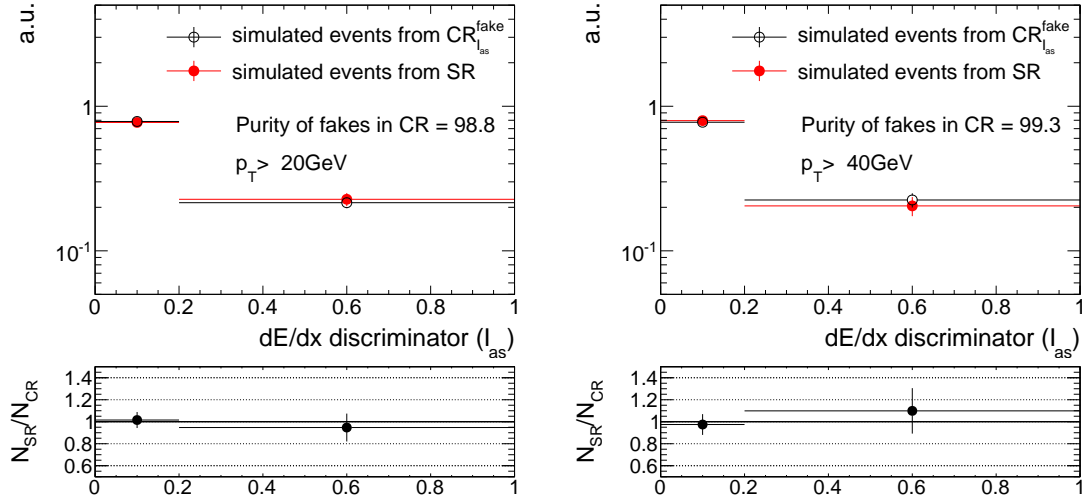 a.u.
simulated events from CR^fake_I_as
simulated events from SR
1
Purity of fakes in CR = 98.8
p_T> 20GeV
10^-1
0 0.2 0.4 0.6 0.8 1
dE/dx discriminator (I_as)
N_SR/N_CR
1.4
1.2
1
0.8
0.6
0 0.2 0.4 0.6 0.8 1
a.u.
simulated events from CR^fake_I_as
simulated events from SR
1
Purity of fakes in CR = 99.3
p_T> 40GeV
10^-1
0 0.2 0.4 0.6 0.8 1
dE/dx discriminator (I_as)
N_SR/N_CR
1.4
1.2
1
0.8
0.6
0 0.2 0.4 0.6 0.8 1